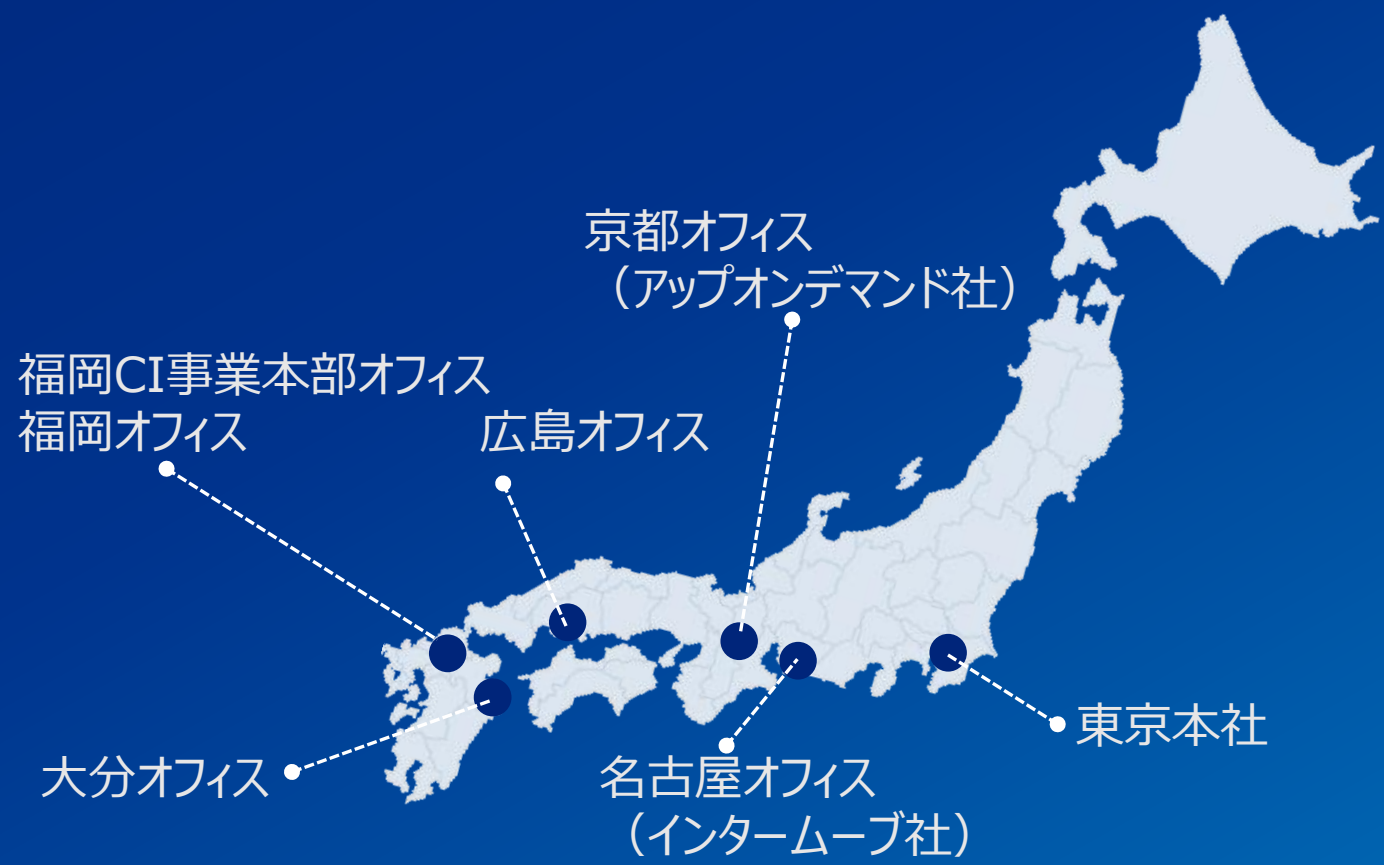 京都オフィス
（アップオンデマンド社）
福岡CI事業本部オフィス
福岡オフィス
広島オフィス
東京本社
大分オフィス
名古屋オフィス
（インタームーブ社）